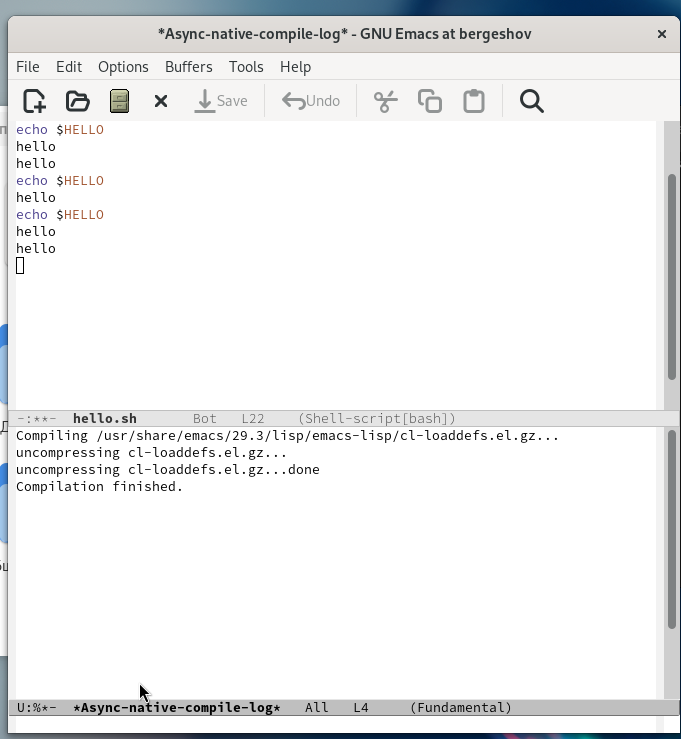 *Async-native-compile-log* - GNU Emacs at bergeshov
File Edit Options Buffers Tools Help
Save Undo
echo $HELLO
hello
hello
echo $HELLO
hello
echo $HELLO
hello
hello
-:**- hello.sh Bot L22 (Shell-script[bash])
Compiling /usr/share/emacs/29.3/lisp/emacs-lisp/cl-loaddefs.el.gz...
uncompressing cl-loaddefs.el.gz...
uncompressing cl-loaddefs.el.gz...done
Compilation finished.
U:%*- *Async-native-compile-log* All L4 (Fundamental)